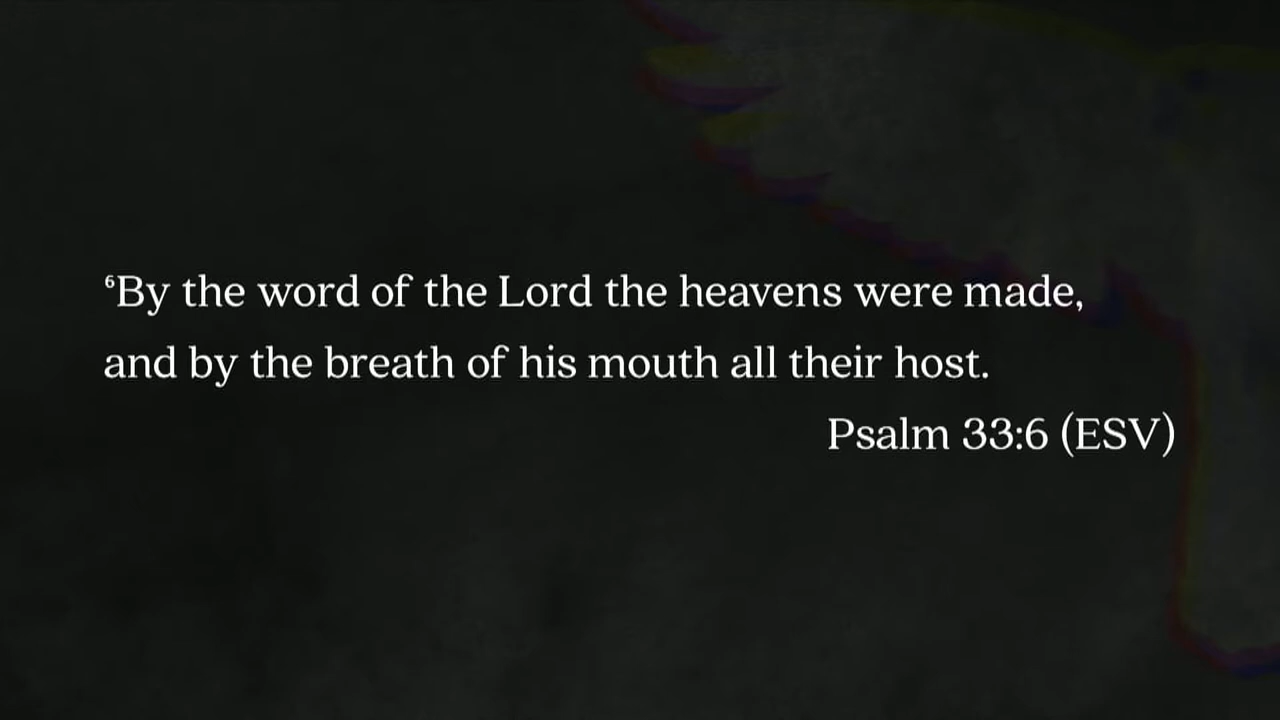 ⁶By the word of the Lord the heavens were made,
and by the breath of his mouth all their host.
Psalm 33:6 (ESV)